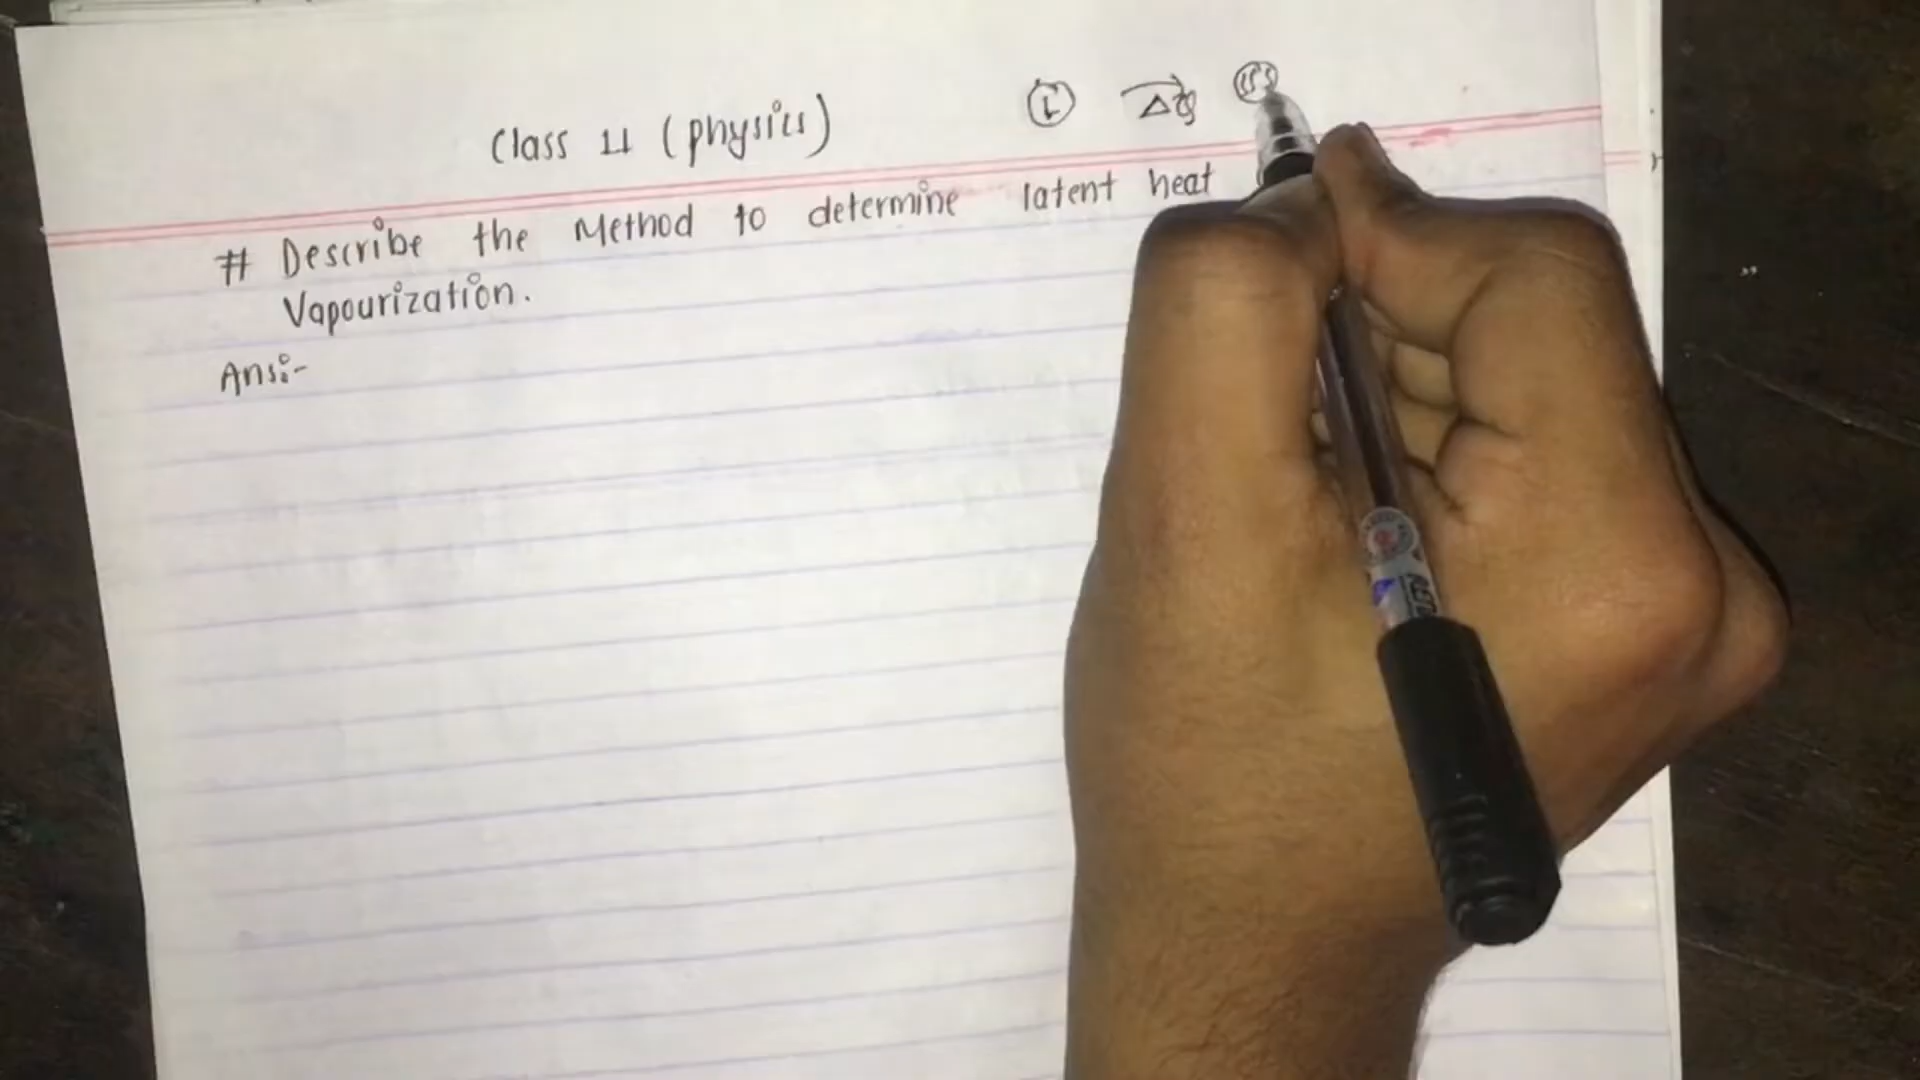 Class 11 (physics)
L
# Describe the Method to determine latent heat
Vapourization.
Ans:-